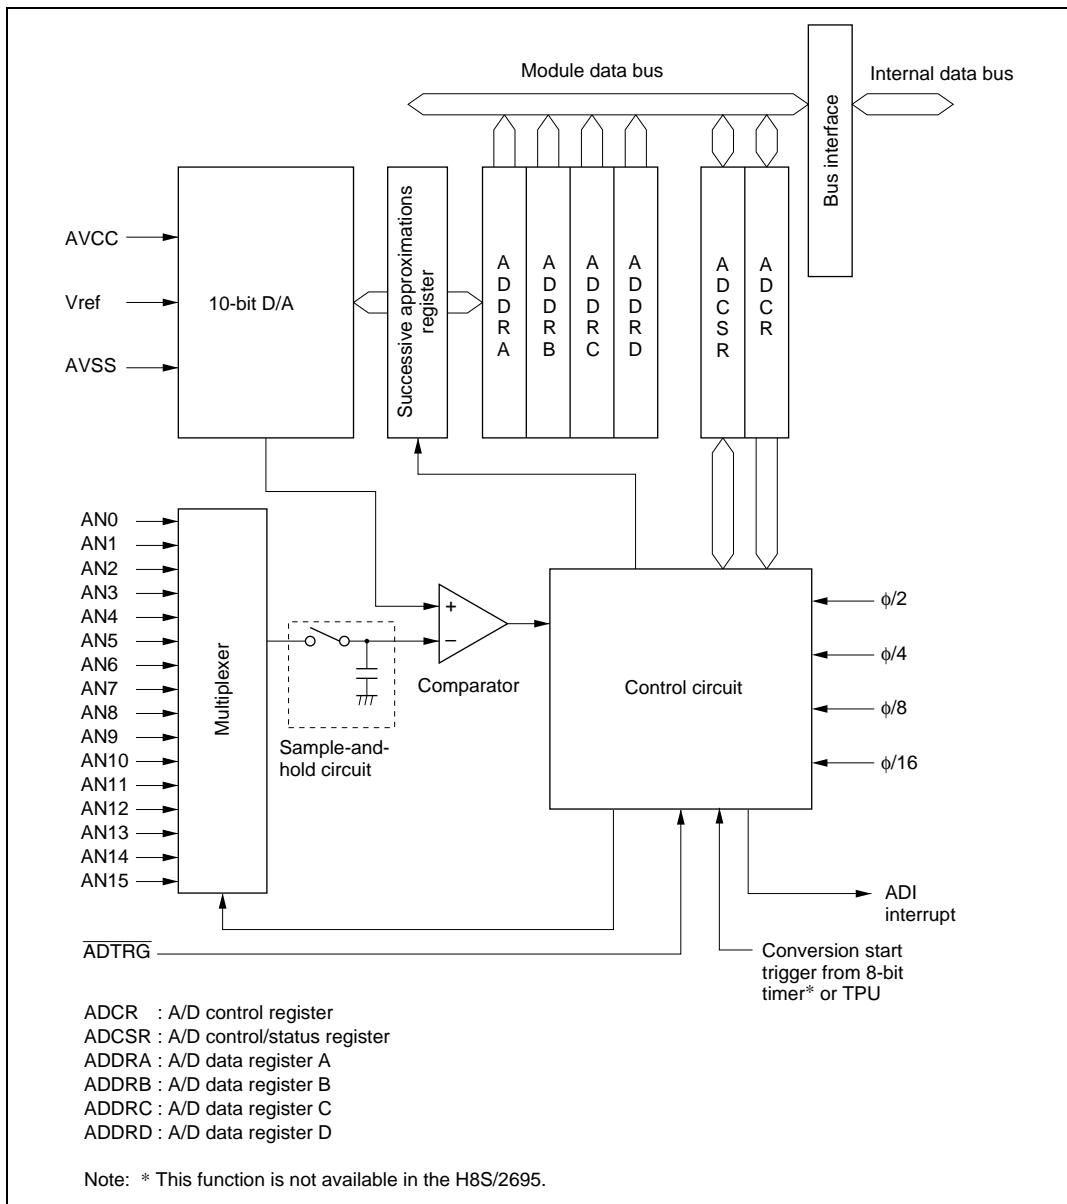 Module data bus
Internal data bus
Bus interface
AVCC
Vref
AVSS
10-bit D/A
Successive approximations
register
ADDRA
ADDRB
ADDRC
ADDRD
ADCSR
ADCR
AN0
AN1
AN2
AN3
AN4
AN5
AN6
AN7
AN8
AN9
AN10
AN11
AN12
AN13
AN14
AN15
Multiplexer
+
−
Comparator
Sample-and-
hold circuit
Control circuit
ϕ/2
ϕ/4
ϕ/8
ϕ/16
ADI
interrupt
ADTRG
Conversion start
trigger from 8-bit
timer* or TPU
ADCR : A/D control register
ADCSR : A/D control/status register
ADDRA : A/D data register A
ADDRB : A/D data register B
ADDRC : A/D data register C
ADDRD : A/D data register D
Note: * This function is not available in the H8S/2695.